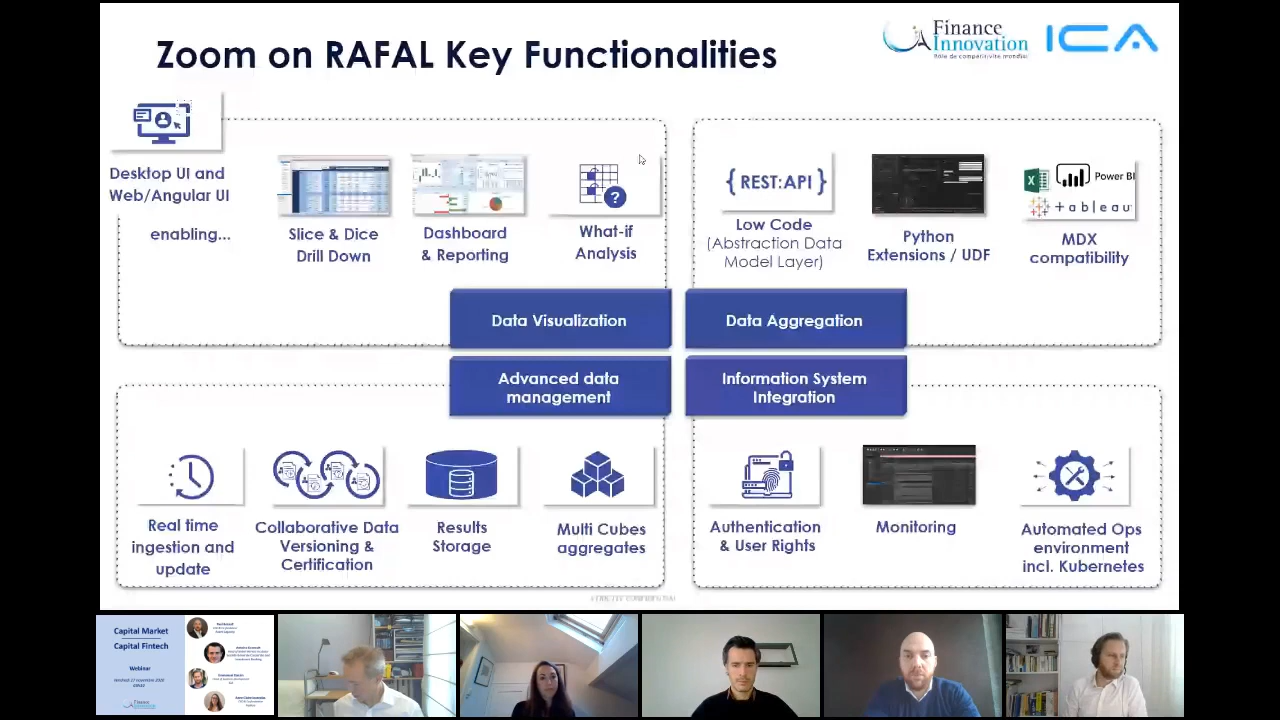 Zoom on RAFAL Key Functionalities
Finance
Innovation
Pôle de compétitivité mondial
ICA
Desktop UI and
Web/Angular UI
enabling...
Slice & Dice
Drill Down
Dashboard
& Reporting
What-if
Analysis
?
{REST:API}
Low Code
(Abstraction Data
Model Layer)
Python
Extensions / UDF
Power BI
+ a b l e a u
MDX
compatibility
Data Visualization
Data Aggregation
Advanced data
management
Information System
Integration
Real time
ingestion and
update
Collaborative Data
Versioning &
Certification
Results
Storage
Multi Cubes
aggregates
Authentication
& User Rights
Monitoring
Automated Ops
environment
incl. Kubernetes
Capital Market
Capital Fintech
Webinar
Finance
Innovation